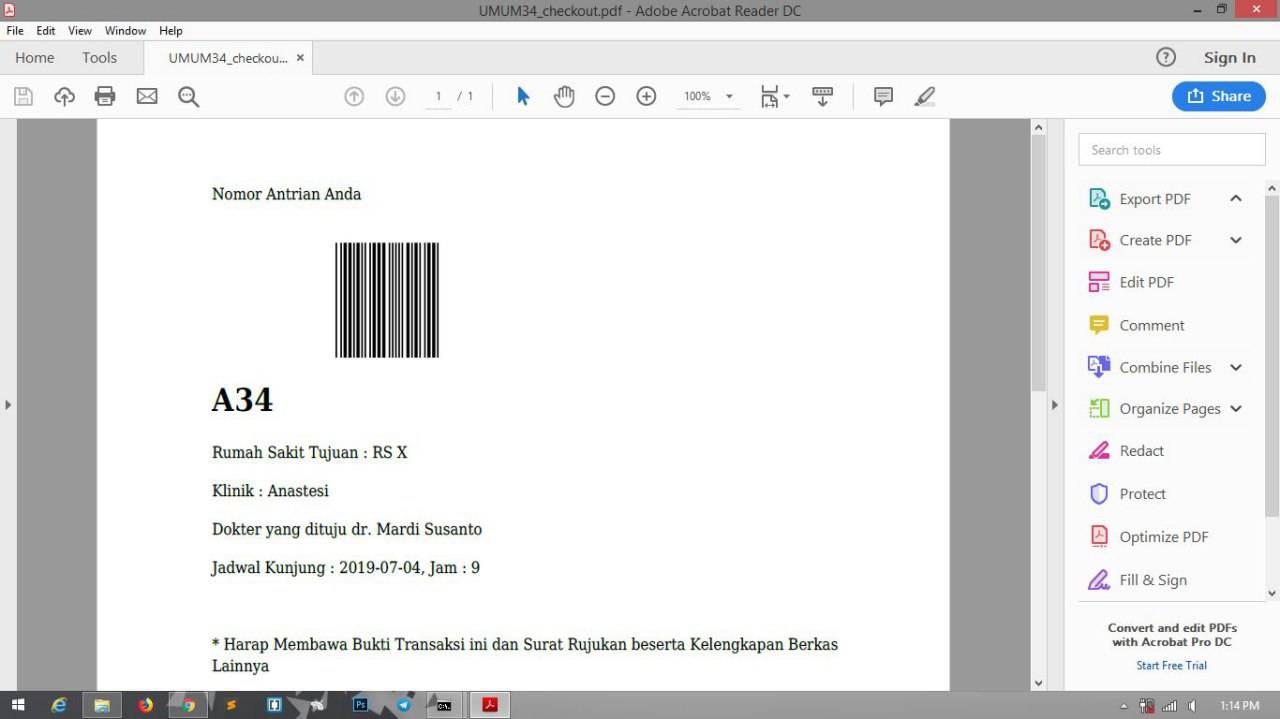 UMUM34_checkout.pdf - Adobe Acrobat Reader DC
File Edit View Window Help
Home Tools UMUM34_checkou... × Sign In
1 / 1 100% Share
Nomor Antrian Anda
A34
Rumah Sakit Tujuan : RS X
Klinik : Anastesi
Dokter yang dituju dr. Mardi Susanto
Jadwal Kunjung : 2019-07-04, Jam : 9
* Harap Membawa Bukti Transaksi ini dan Surat Rujukan beserta Kelengkapan Berkas
Lainnya
Search tools
Export PDF
Create PDF
Edit PDF
Comment
Combine Files
Organize Pages
Redact
Protect
Optimize PDF
Fill & Sign
Convert and edit PDFs
with Acrobat Pro DC
Start Free Trial
1:14 PM